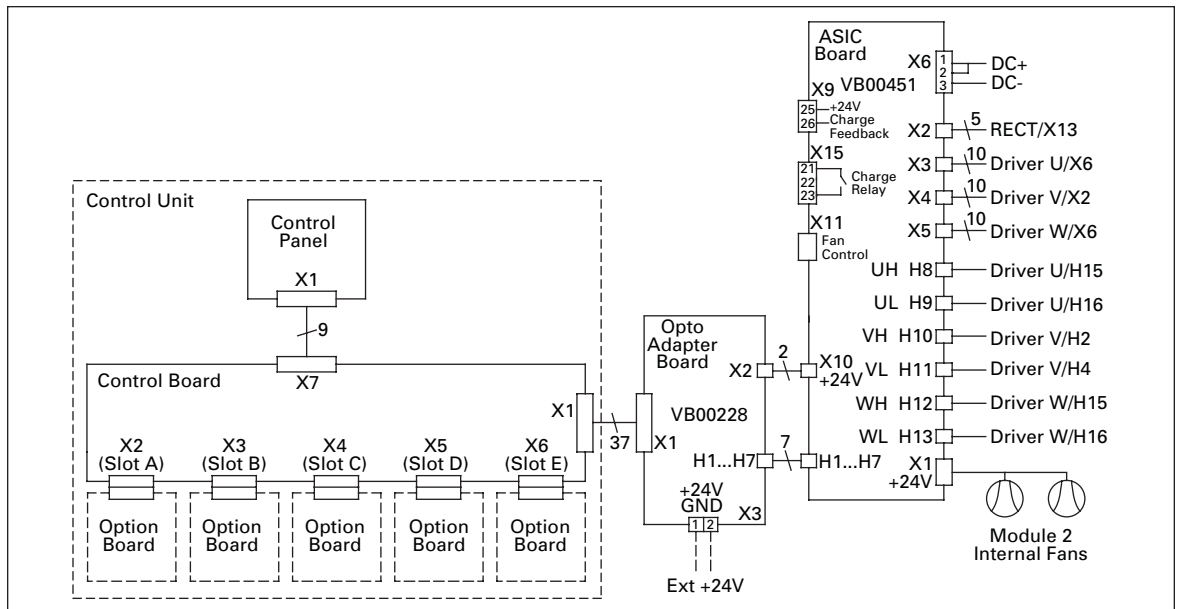 Control Unit
Control
Panel
X1
9
X7
Control Board
X1
X2
(Slot A)
X3
(Slot B)
X4
(Slot C)
X5
(Slot D)
X6
(Slot E)
Option
Board
Option
Board
Option
Board
Option
Board
Option
Board
37
Opto
Adapter
Board
X2
VB00228
X1
H1...H7
+24V
GND
X3
1 2
Ext +24V
2
7
ASIC
Board
VB00451
X9
25 +24V
26 Charge
Feedback
X15
21
22
23
Charge
Relay
X11
Fan
Control
X10
+24V
H1...H7
X6
1
2
3
DC+
DC-
X2 5 RECT/X13
X3 10 Driver U/X6
X4 10 Driver V/X2
X5 10 Driver W/X6
UH H8 Driver U/H15
UL H9 Driver U/H16
VH H10 Driver V/H2
VL H11 Driver V/H4
WH H12 Driver W/H15
WL H13 Driver W/H16
X1
+24V
Module 2
Internal Fans